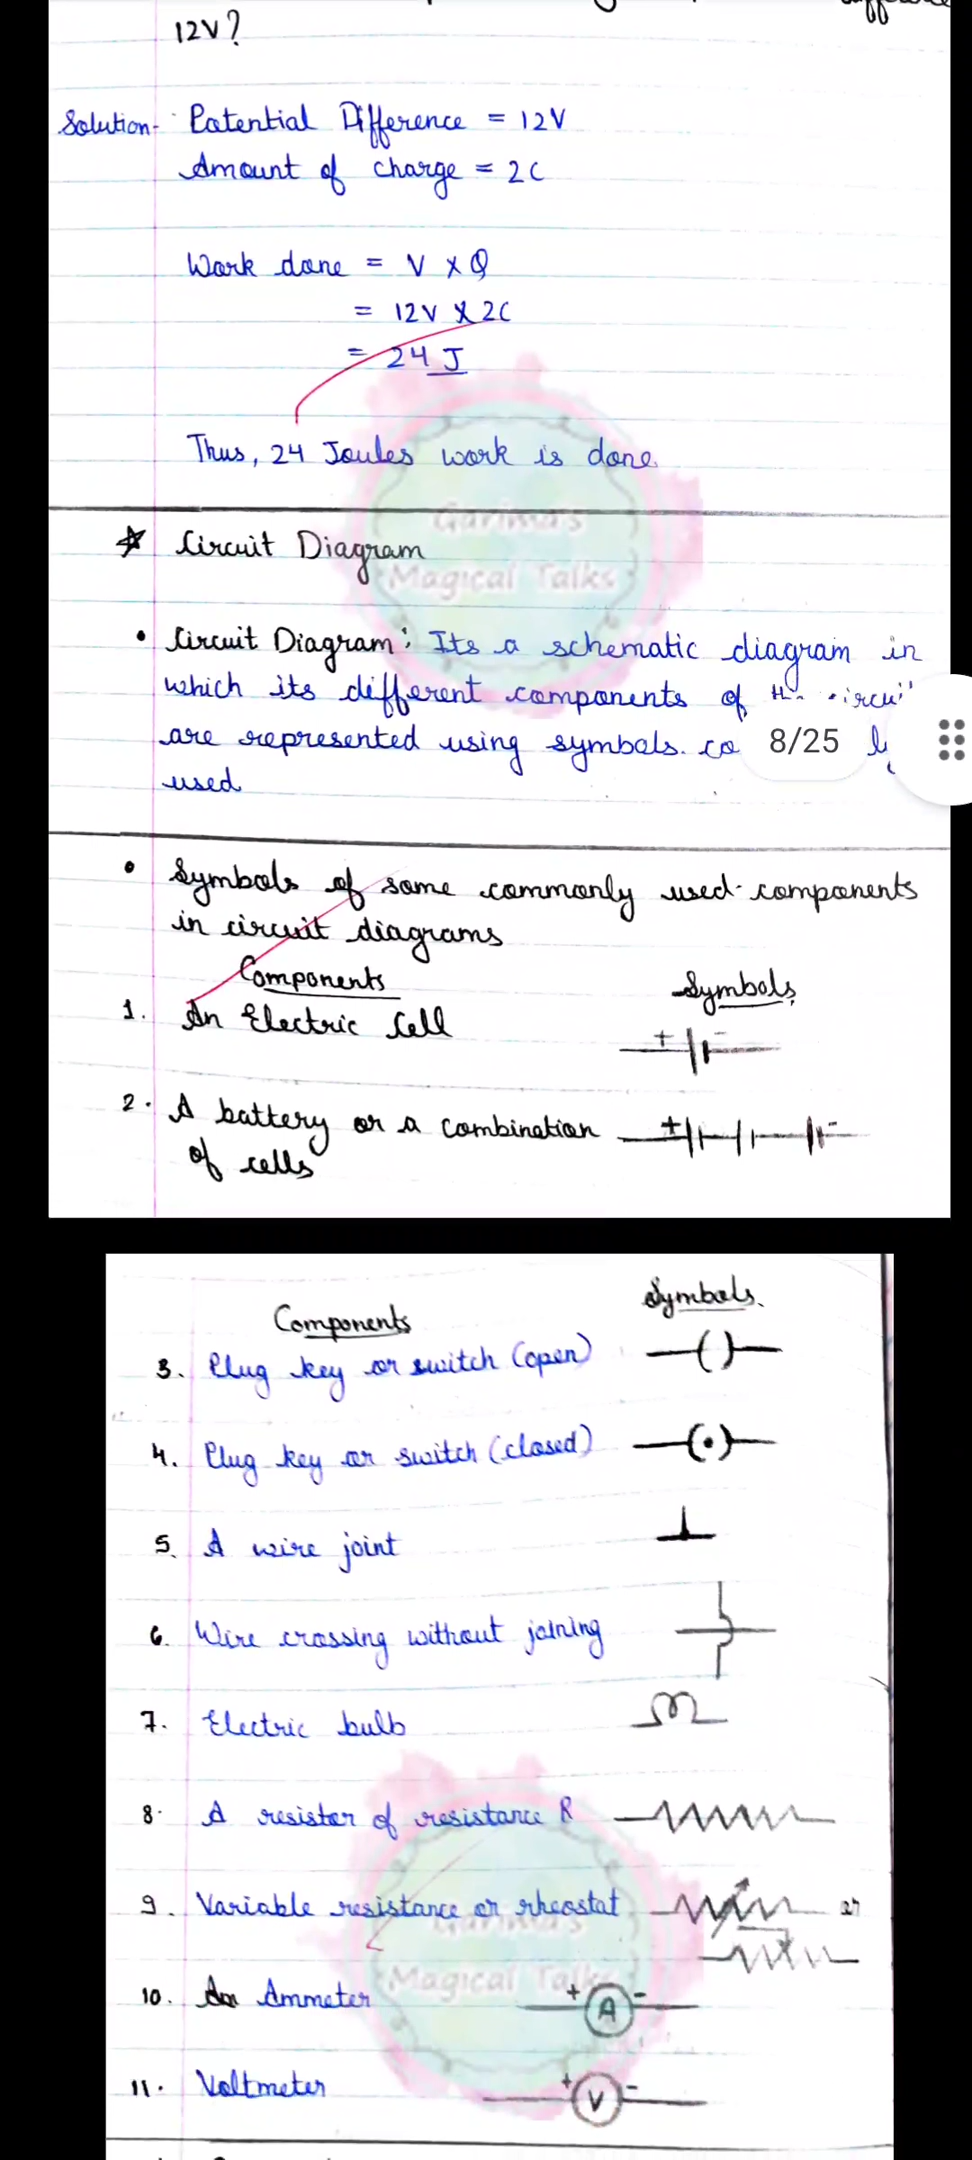 12V?
Solution- Potential Difference = 12V
Amount of charge = 2C
Work done = V X Q
= 12V X 2C
= 24 J
Thus, 24 Joules work is done.
Garima's
★ Circuit Diagram
Magical Talks
• Circuit Diagram: Its a schematic diagram in
which its different components of
are represented using symbols. 8/25
used
• Symbols of some commonly used components
in circuit diagrams
Components Symbols
1. An Electric Cell + -
2. A battery or a combination + -
of cells
Components Symbols.
3. Plug key or switch (open)
4. Plug key or switch (closed)
5. A wire joint
6. Wire crossing without joining
7. Electric bulb
8. A resister of resistance R
9. Variable resistance or rheostat or
Garima's
Magical Talks
10. An Ammeter + A -
11. Voltmeter + V -